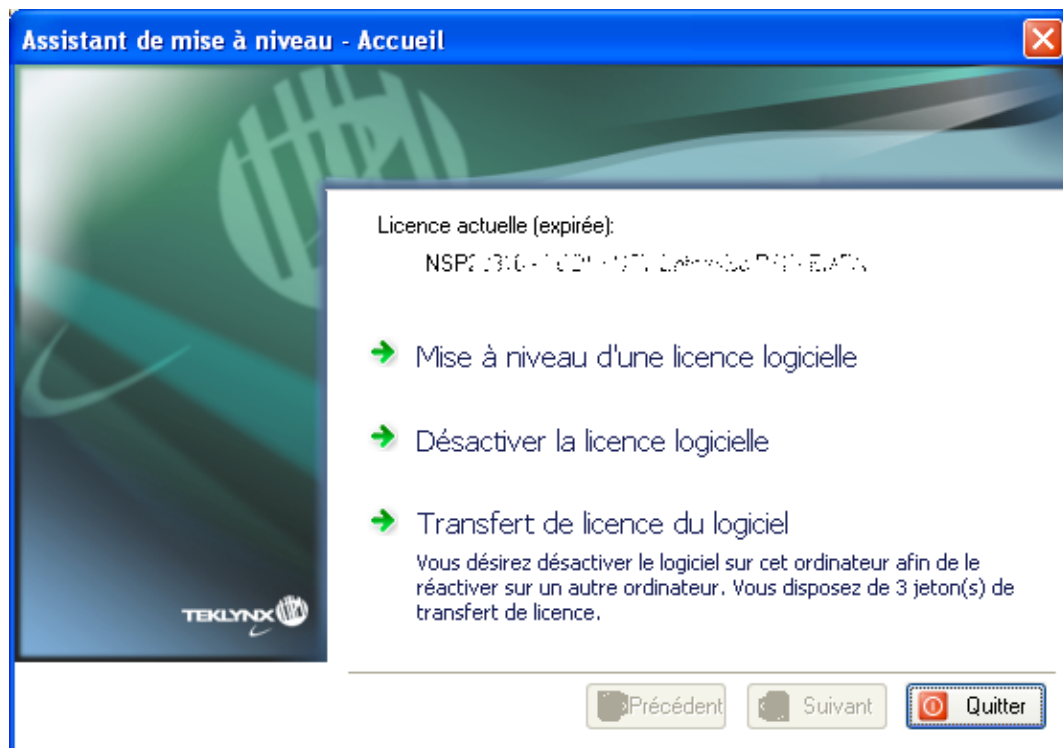 Assistant de mise à niveau - Accueil
Licence actuelle (expirée):
Mise à niveau d'une licence logicielle
Désactiver la licence logicielle
Transfert de licence du logiciel
Vous désirez désactiver le logiciel sur cet ordinateur afin de le
réactiver sur un autre ordinateur. Vous disposez de 3 jeton(s) de
transfert de licence.
TEKLYNX
Précédent
Suivant
Quitter